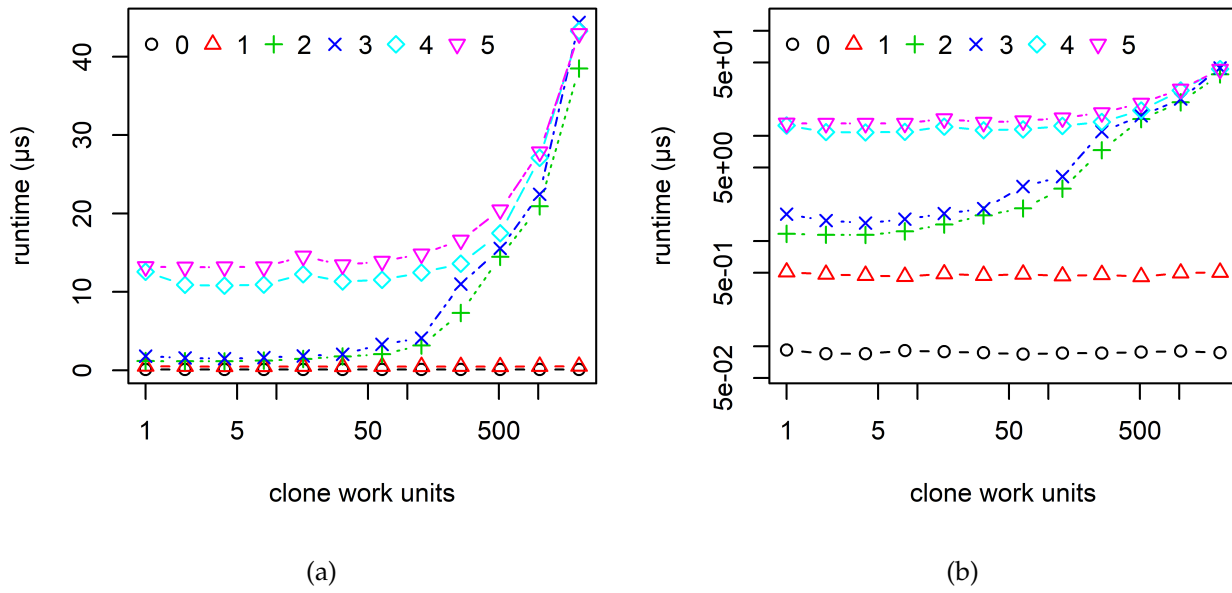 0 1 2 3 4 5
runtime (µs)
40
30
20
10
0
1 5 50 500
clone work units
(a)
0 1 2 3 4 5
runtime (µs)
5e+01
5e+00
5e-01
5e-02
1 5 50 500
clone work units
(b)